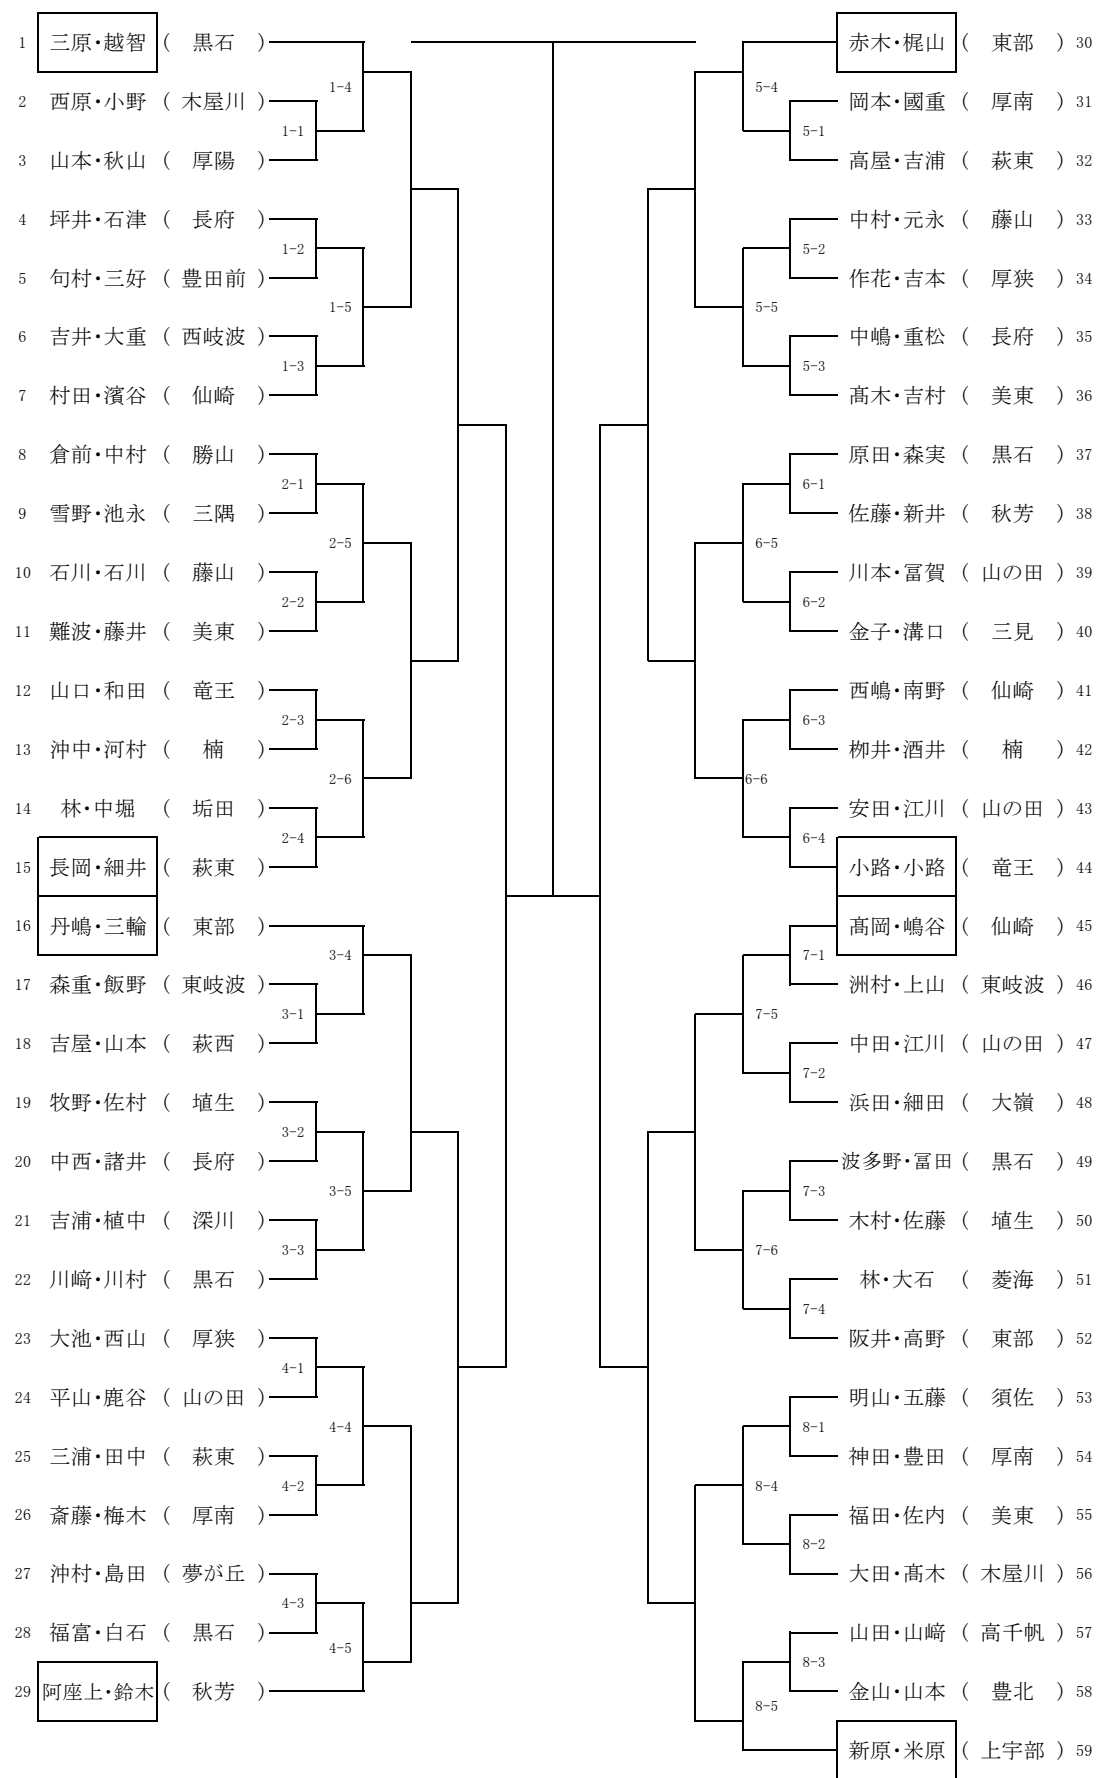 1 三原・越智 ( 黒石 )
2 西原・小野 ( 木屋川 )
3 山本・秋山 ( 厚陽 )
4 坪井・石津 ( 長府 )
5 句村・三好 ( 豊田前 )
6 吉井・大重 ( 西岐波 )
7 村田・濱谷 ( 仙崎 )
8 倉前・中村 ( 勝山 )
9 雪野・池永 ( 三隅 )
10 石川・石川 ( 藤山 )
11 難波・藤井 ( 美東 )
12 山口・和田 ( 竜王 )
13 沖中・河村 ( 楠 )
14 林・中堀 ( 垢田 )
15 長岡・細井 ( 萩東 )
16 丹嶋・三輪 ( 東部 )
17 森重・飯野 ( 東岐波 )
18 吉屋・山本 ( 萩西 )
19 牧野・佐村 ( 埴生 )
20 中西・諸井 ( 長府 )
21 吉浦・植中 ( 深川 )
22 川﨑・川村 ( 黒石 )
23 大池・西山 ( 厚狭 )
24 平山・鹿谷 ( 山の田 )
25 三浦・田中 ( 萩東 )
26 斎藤・梅木 ( 厚南 )
27 沖村・島田 ( 夢が丘 )
28 福富・白石 ( 黒石 )
29 阿座上・鈴木 ( 秋芳 )
1-4
1-1
1-2
1-5
1-3
2-1
2-5
2-2
2-3
2-6
2-4
3-4
3-1
3-2
3-5
3-3
4-1
4-4
4-2
4-3
4-5
5-4
5-1
5-2
5-5
5-3
6-1
6-5
6-2
6-3
6-6
6-4
7-1
7-5
7-2
7-3
7-6
7-4
8-1
8-4
8-2
8-3
8-5
赤木・梶山 ( 東部 ) 30
岡本・國重 ( 厚南 ) 31
高屋・吉浦 ( 萩東 ) 32
中村・元永 ( 藤山 ) 33
作花・吉本 ( 厚狭 ) 34
中嶋・重松 ( 長府 ) 35
髙木・吉村 ( 美東 ) 36
原田・森実 ( 黒石 ) 37
佐藤・新井 ( 秋芳 ) 38
川本・冨賀 ( 山の田 ) 39
金子・溝口 ( 三見 ) 40
西嶋・南野 ( 仙崎 ) 41
栁井・酒井 ( 楠 ) 42
安田・江川 ( 山の田 ) 43
小路・小路 ( 竜王 ) 44
髙岡・嶋谷 ( 仙崎 ) 45
洲村・上山 ( 東岐波 ) 46
中田・江川 ( 山の田 ) 47
浜田・細田 ( 大嶺 ) 48
波多野・冨田 ( 黒石 ) 49
木村・佐藤 ( 埴生 ) 50
林・大石 ( 菱海 ) 51
阪井・高野 ( 東部 ) 52
明山・五藤 ( 須佐 ) 53
神田・豊田 ( 厚南 ) 54
福田・佐内 ( 美東 ) 55
大田・髙木 ( 木屋川 ) 56
山田・山﨑 ( 高千帆 ) 57
金山・山本 ( 豊北 ) 58
新原・米原 ( 上宇部 ) 59